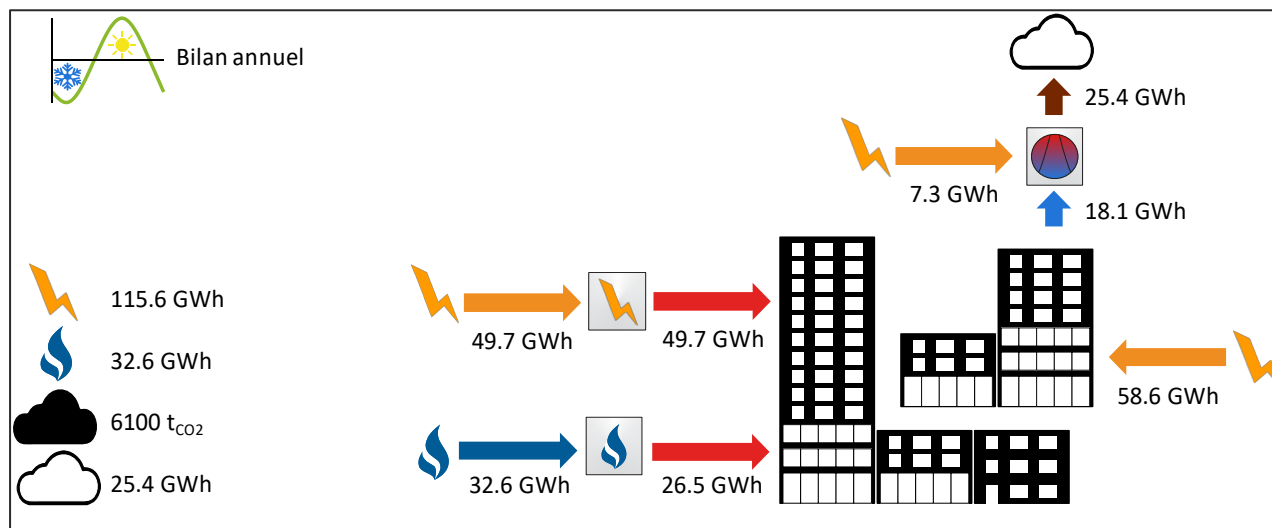 Bilan annuel
25.4 GWh
7.3 GWh
18.1 GWh
115.6 GWh
49.7 GWh
49.7 GWh
32.6 GWh
58.6 GWh
6100 tCO2
32.6 GWh
26.5 GWh
25.4 GWh